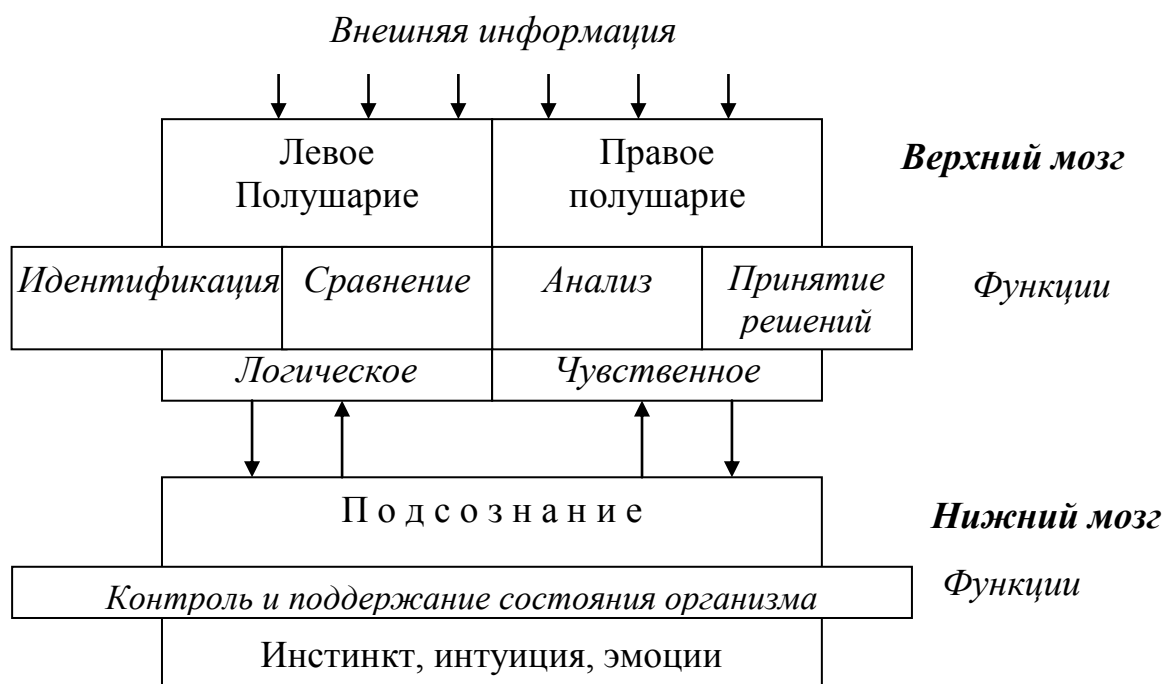 Внешняя информация
Левое
Полушарие
Правое
полушарие
Верхний мозг
Идентификация
Сравнение
Анализ
Принятие
решений
Функции
Логическое
Чувственное
П о д с о з н а н и е
Нижний мозг
Функции
Контроль и поддержание состояния организма
Инстинкт, интуиция, эмоции